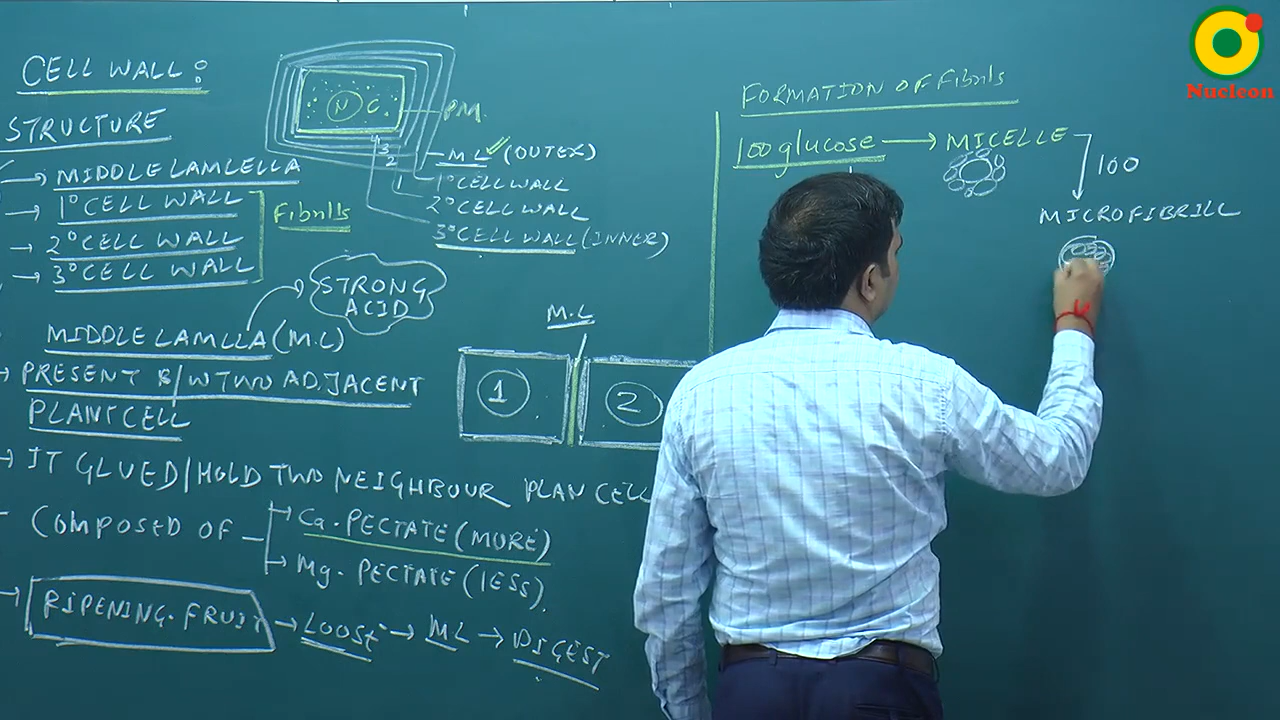 CELL WALL:
STRUCTURE
→ MIDDLE LAMLELLA
→ 1° CELL WALL
→ 2° CELL WALL
→ 3° CELL WALL
Fibrils
N C
PM.
3
2
1
ML (OUTER)
1° CELL WALL
2° CELL WALL
3° CELL WALL (INNER)
STRONG
ACID
MIDDLE LAMLLA (M.L)
→ PRESENT B/W TWO ADJACENT
PLANT CELL
M.L
1
2
→ IT GLUED/HOLD TWO NEIGHBOUR PLAN CELL
COMPOSED OF
→ Ca. PECTATE (MORE)
→ Mg. PECTATE (LESS).
→ RIPENING. FRUIT → LOOSE → ML → DIGEST
FORMATION OF Fibrils
100 glucose → MICELLE
100
MICROFIBRILL
Nucleon